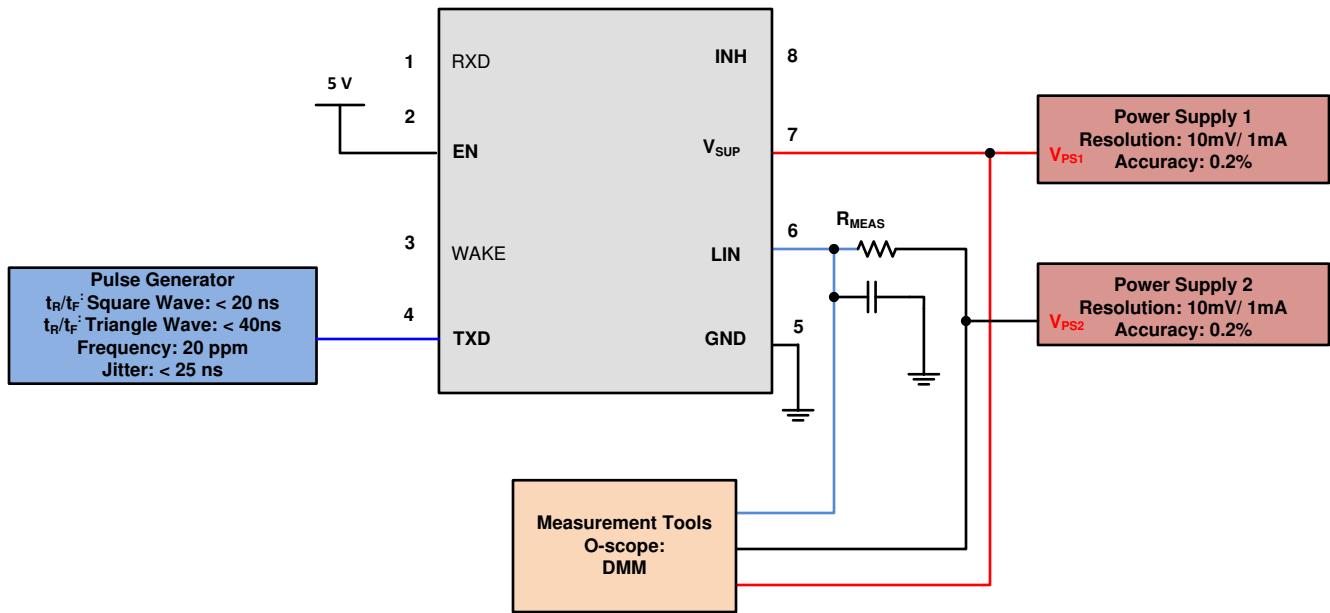 1
RXD
INH
8
5 V
2
EN
7
VSUP
Power Supply 1
Resolution: 10mV/ 1mA
VPS1
Accuracy: 0.2%
3
WAKE
6
LIN
RMEAS
Pulse Generator
tR/tF: Square Wave: < 20 ns
tR/tF: Triangle Wave: < 40ns
Frequency: 20 ppm
Jitter: < 25 ns
4
TXD
5
GND
Power Supply 2
Resolution: 10mV/ 1mA
VPS2
Accuracy: 0.2%
Measurement Tools
O-scope:
DMM